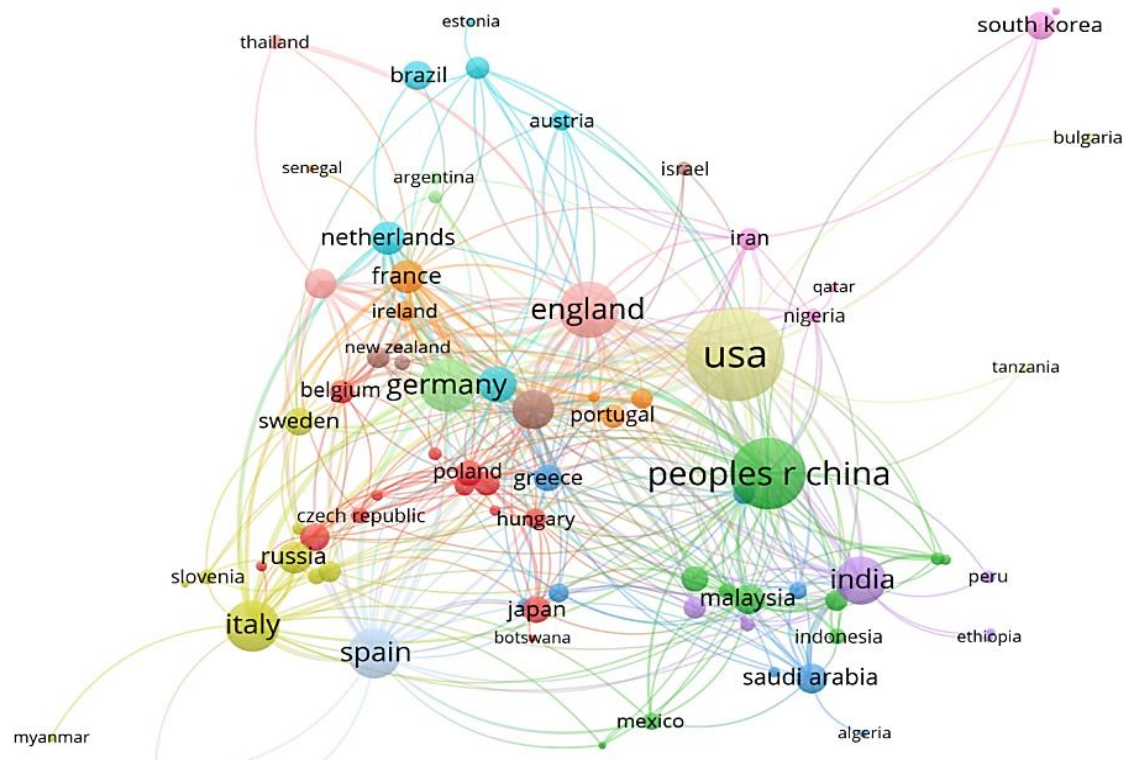 estonia
south korea
thailand
brazil
austria
bulgaria
senegal
argentina
israel
netherlands
iran
france
qatar
england
ireland
nigeria
new zealand
usa
tanzania
belgium
germany
sweden
portugal
poland
greece
peoples r china
czech republic
hungary
russia
slovenia
india
peru
malaysia
japan
italy
botswana
indonesia
ethiopia
spain
saudi arabia
mexico
algeria
myanmar